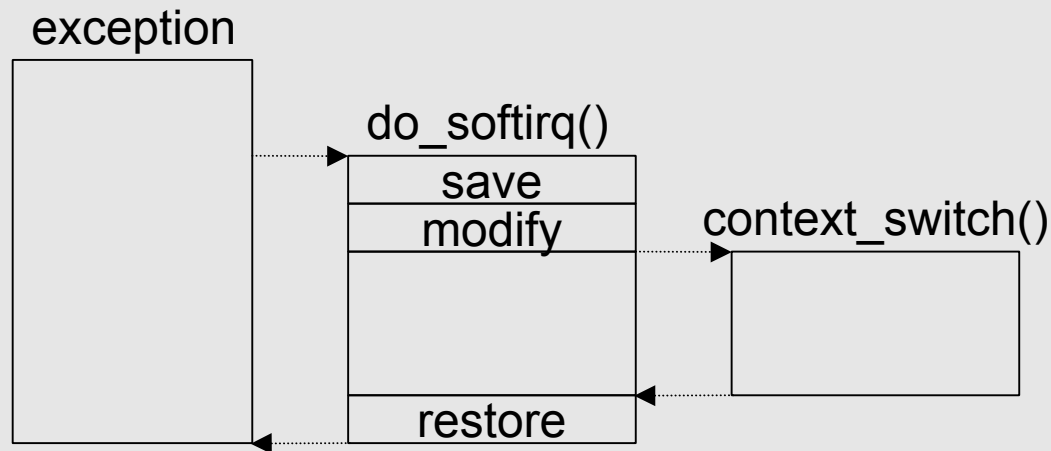 exception
do_softirq()
save
modify
context_switch()
restore